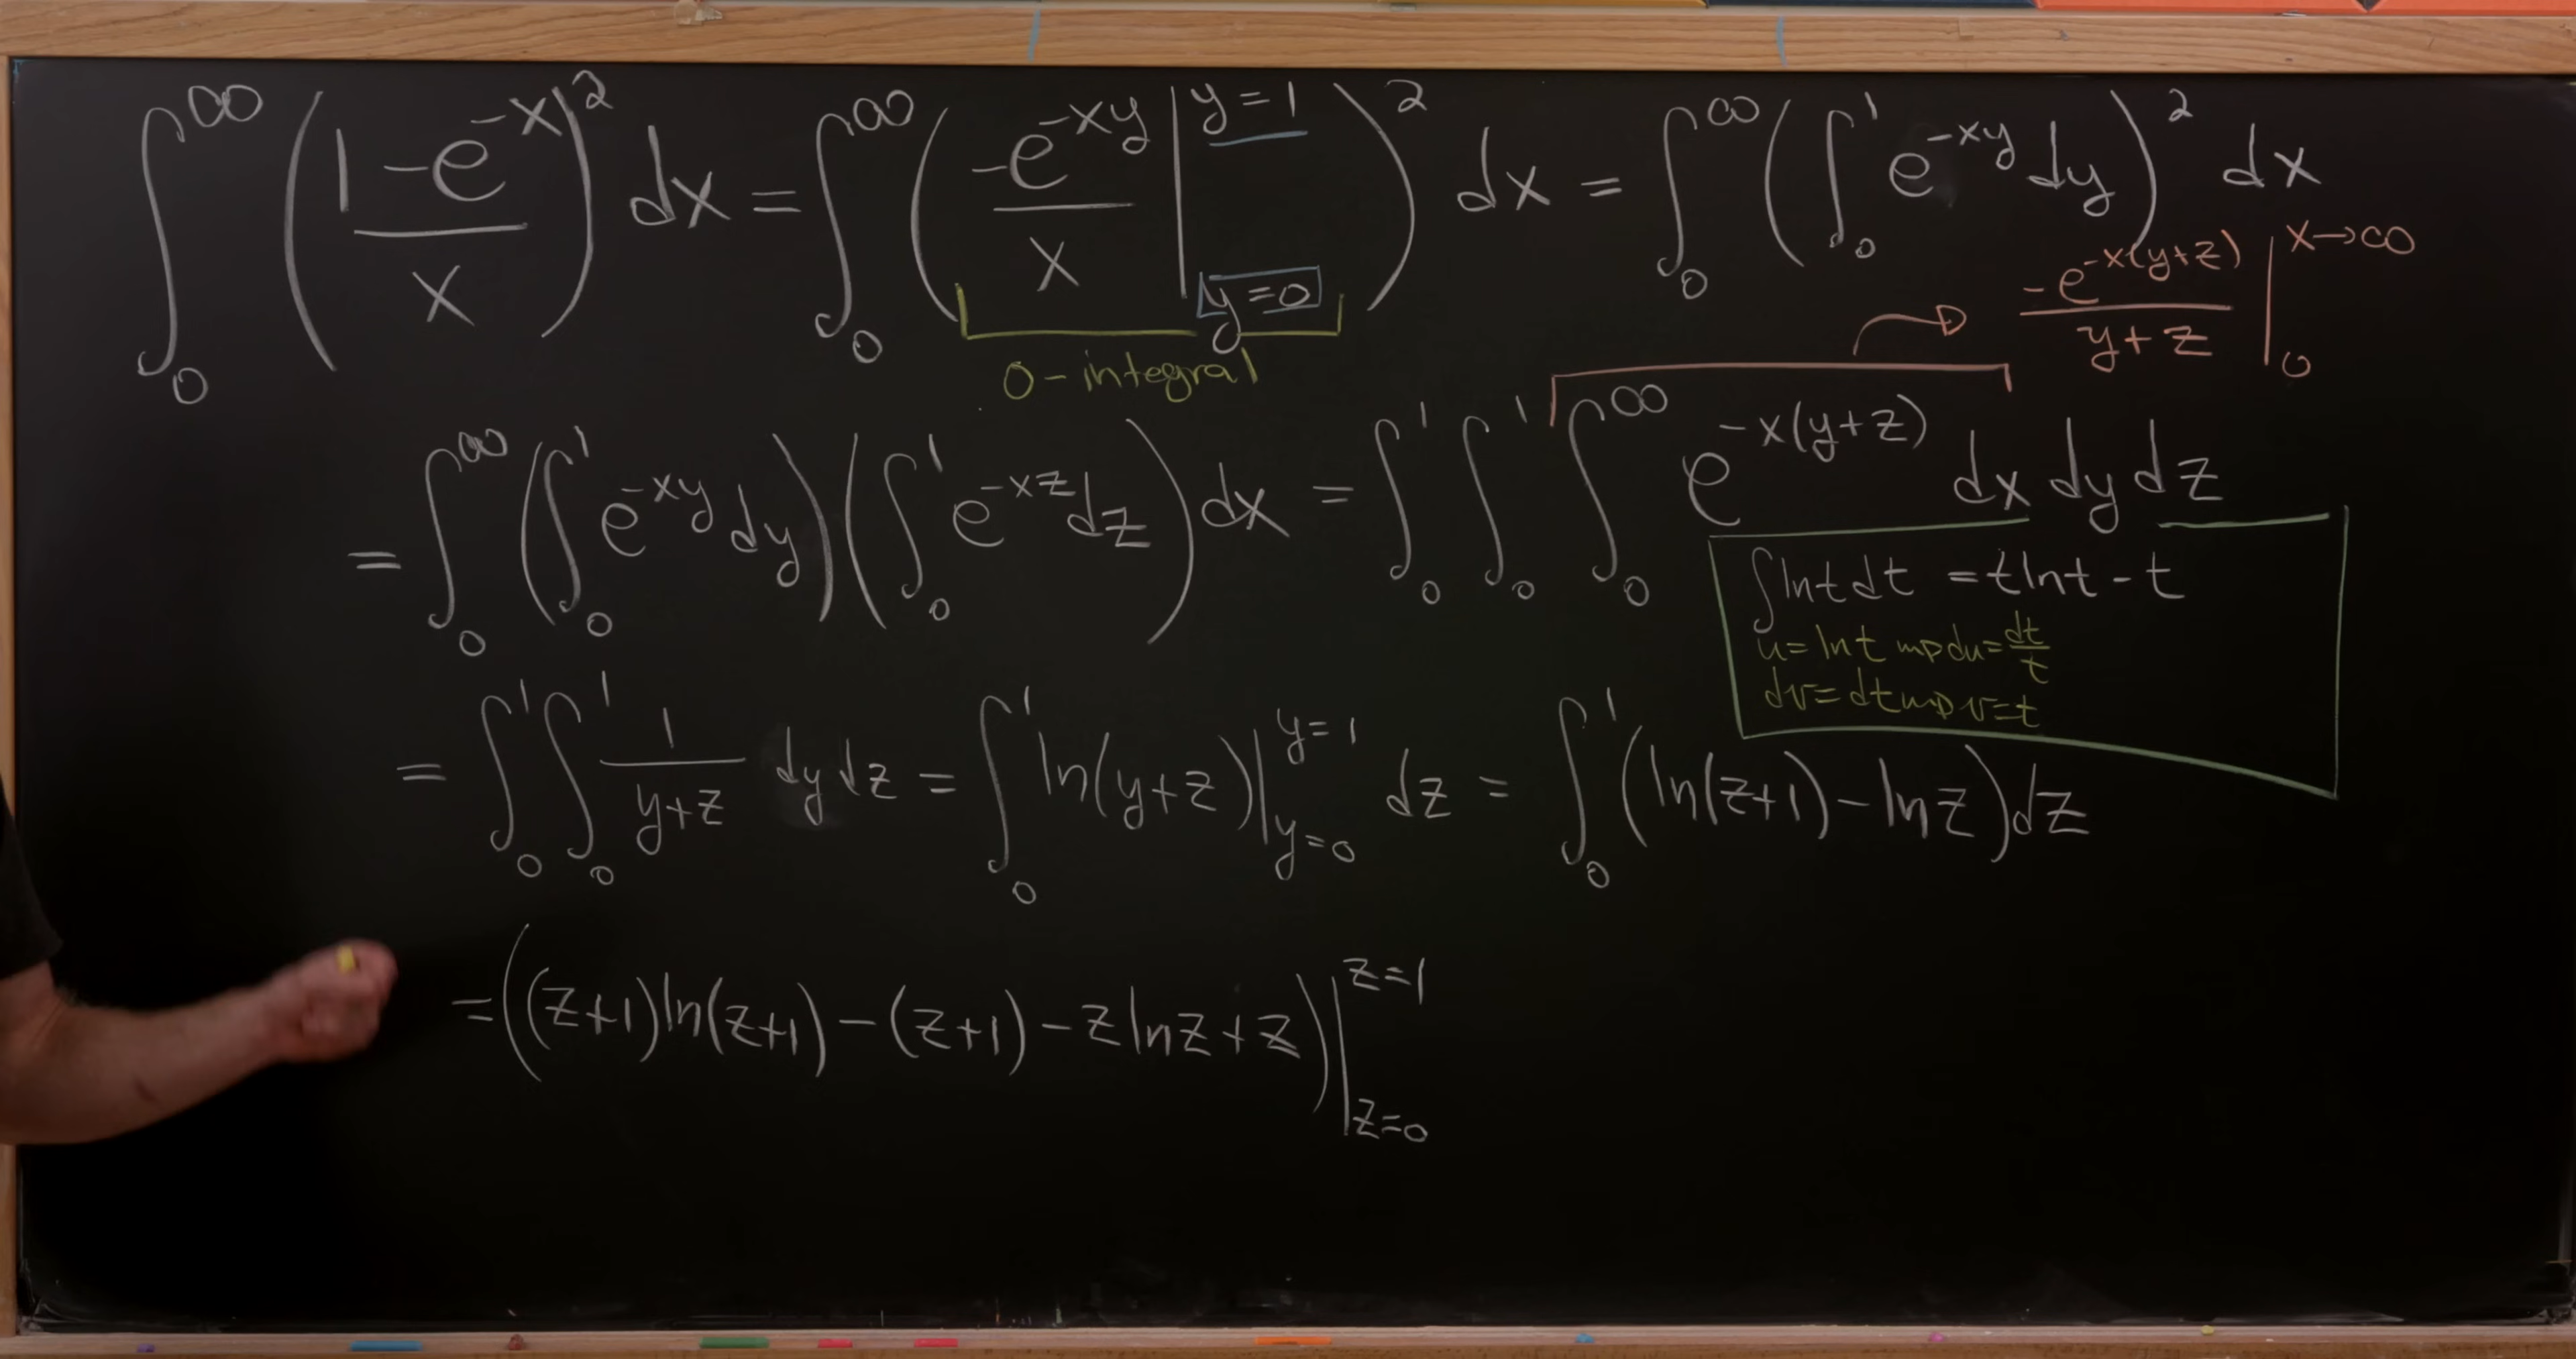 ∫₀^∞ ((1-e^{-x})/x)² dx = ∫₀^∞ (-e^{-xy}/x |_{y=0}^{y=1})² dx = ∫₀^∞ (∫₀¹ e^{-xy} dy)² dx
0-integral
-e^{-x(y+z)}/(y+z) |₀^{x→∞}
= ∫₀^∞ (∫₀¹ e^{-xy} dy)(∫₀¹ e^{-xz} dz) dx = ∫₀¹ ∫₀¹ ∫₀^∞ e^{-x(y+z)} dx dy dz
∫ ln t dt = t ln t - t
u = ln t ⇝ du = dt/t
dv = dt ⇝ v = t
= ∫₀¹ ∫₀¹ 1/(y+z) dy dz = ∫₀¹ ln(y+z) |_{y=0}^{y=1} dz = ∫₀¹ (ln(z+1) - ln z) dz
= ((z+1) ln(z+1) - (z+1) - z ln z + z) |_{z=0}^{z=1}